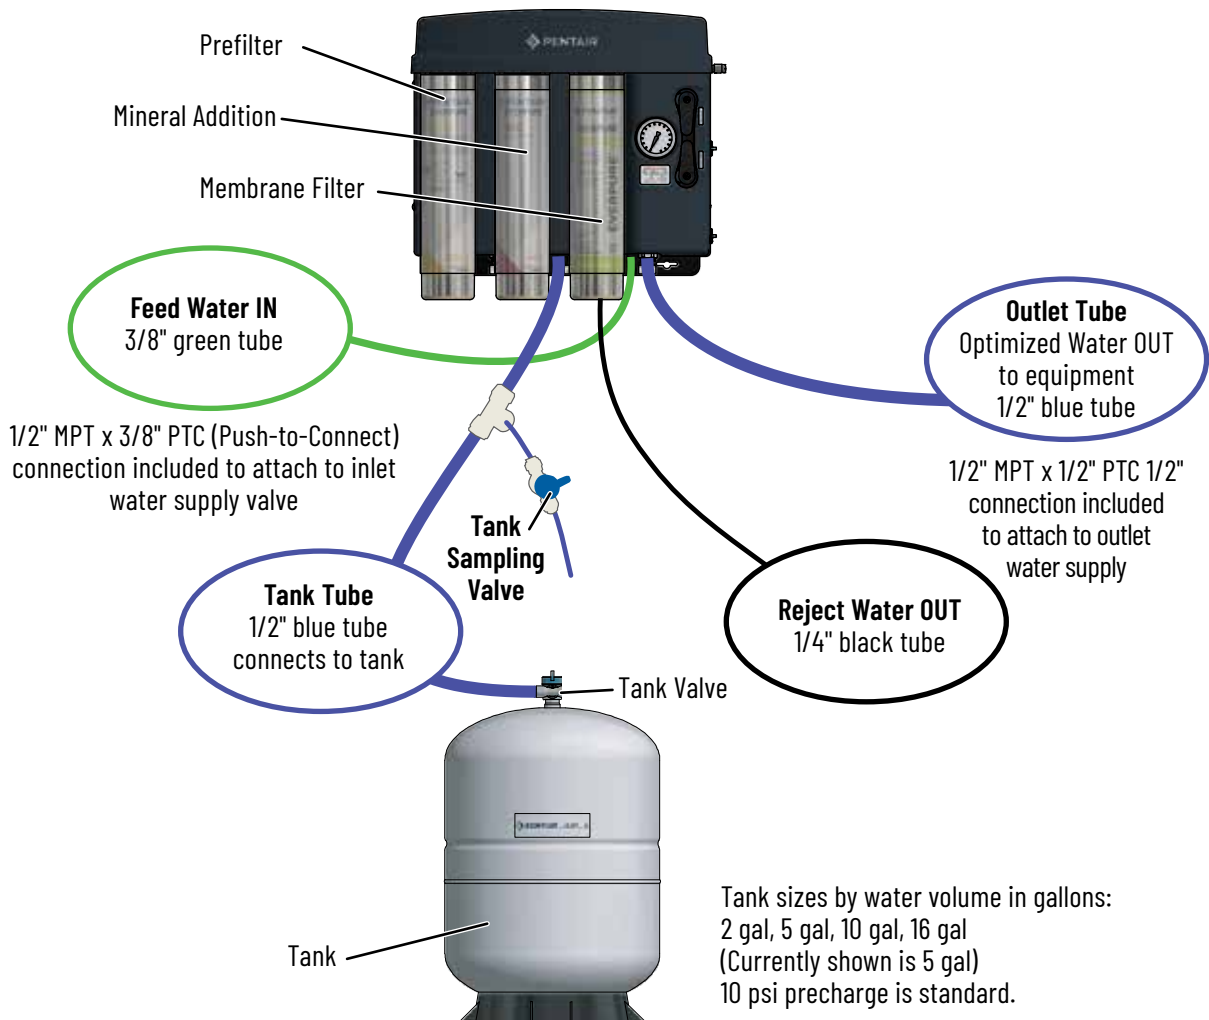 PENTAIR
Prefilter
Mineral Addition
Membrane Filter
EVERPURE
Feed Water IN
3/8" green tube
1/2" MPT x 3/8" PTC (Push-to-Connect)
connection included to attach to inlet
water supply valve
Outlet Tube
Optimized Water OUT
to equipment
1/2" blue tube
1/2" MPT x 1/2" PTC 1/2"
connection included
to attach to outlet
water supply
Tank
Sampling
Valve
Tank Tube
1/2" blue tube
connects to tank
Reject Water OUT
1/4" black tube
Tank Valve
Tank
Tank sizes by water volume in gallons:
2 gal, 5 gal, 10 gal, 16 gal
(Currently shown is 5 gal)
10 psi precharge is standard.